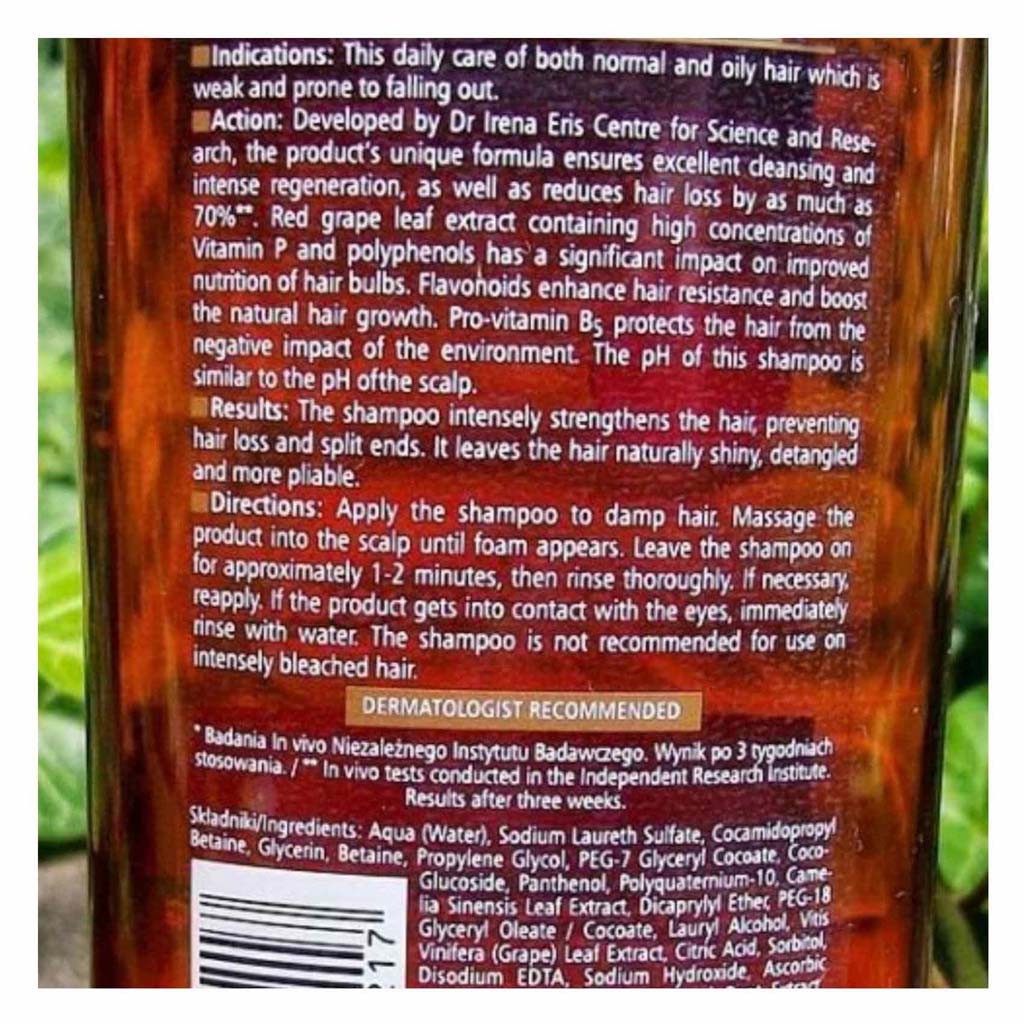 Indications: This daily care of both normal and oily hair which is
weak and prone to falling out.
Action: Developed by Dr Irena Eris Centre for Science and Rese-
arch, the product's unique formula ensures excellent cleansing and
intense regeneration, as well as reduces hair loss by as much as
70%**. Red grape leaf extract containing high concentrations of
Vitamin P and polyphenols has a significant impact on improved
nutrition of hair bulbs. Flavonoids enhance hair resistance and boost
the natural hair growth. Pro-vitamin B5 protects the hair from the
negative impact of the environment. The pH of this shampoo is
similar to the pH ofthe scalp.
Results: The shampoo intensely strengthens the hair, preventing
hair loss and split ends. It leaves the hair naturally shiny, detangled
and more pliable.
Directions: Apply the shampoo to damp hair. Massage the
product into the scalp until foam appears. Leave the shampoo on
for approximately 1-2 minutes, then rinse thoroughly. If necessary,
reapply. If the product gets into contact with the eyes, immediately
rinse with water. The shampoo is not recommended for use on
intensely bleached hair.
DERMATOLOGIST RECOMMENDED
* Badania In vivo Niezależnego Instytutu Badawczego. Wynik po 3 tygodniach
stosowania. / ** In vivo tests conducted in the Independent Research Institute.
Results after three weeks.
Składniki/Ingredients: Aqua (Water), Sodium Laureth Sulfate, Cocamidopropyl
Betaine, Glycerin, Betaine, Propylene Glycol, PEG-7 Glyceryl Cocoate, Coco-
Glucoside, Panthenol, Polyquaternium-10, Came-
lia Sinensis Leaf Extract, Dicaprylyl Ether, PEG-18
Glyceryl Oleate / Cocoate, Lauryl Alcohol, Vitis
Vinifera (Grape) Leaf Extract, Citric Acid, Sorbitol,
Disodium EDTA, Sodium Hydroxide, Ascorbic